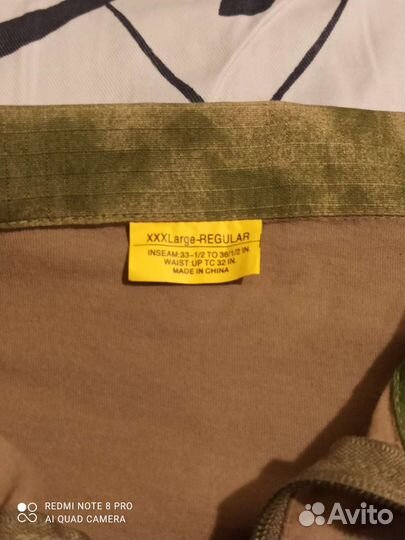 XXXLarge-REGULAR
INSEAM:33-1/2 TO 36/1/2 IN.
WAIST:UP TC 32 IN.
MADE IN CHINA
REDMI NOTE 8 PRO
AI QUAD CAMERA
Avito